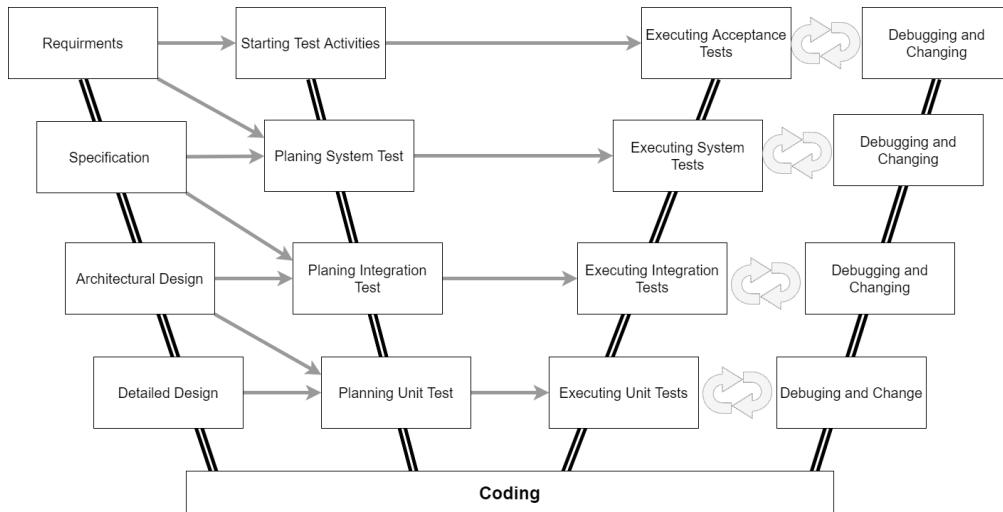 Requirments
Starting Test Activities
Executing Acceptance
Tests
Debugging and
Changing
Specification
Planing System Test
Executing System
Tests
Debugging and
Changing
Architectural Design
Planing Integration
Test
Executing Integration
Tests
Debugging and
Changing
Detailed Design
Planning Unit Test
Executing Unit Tests
Debuging and Change
Coding